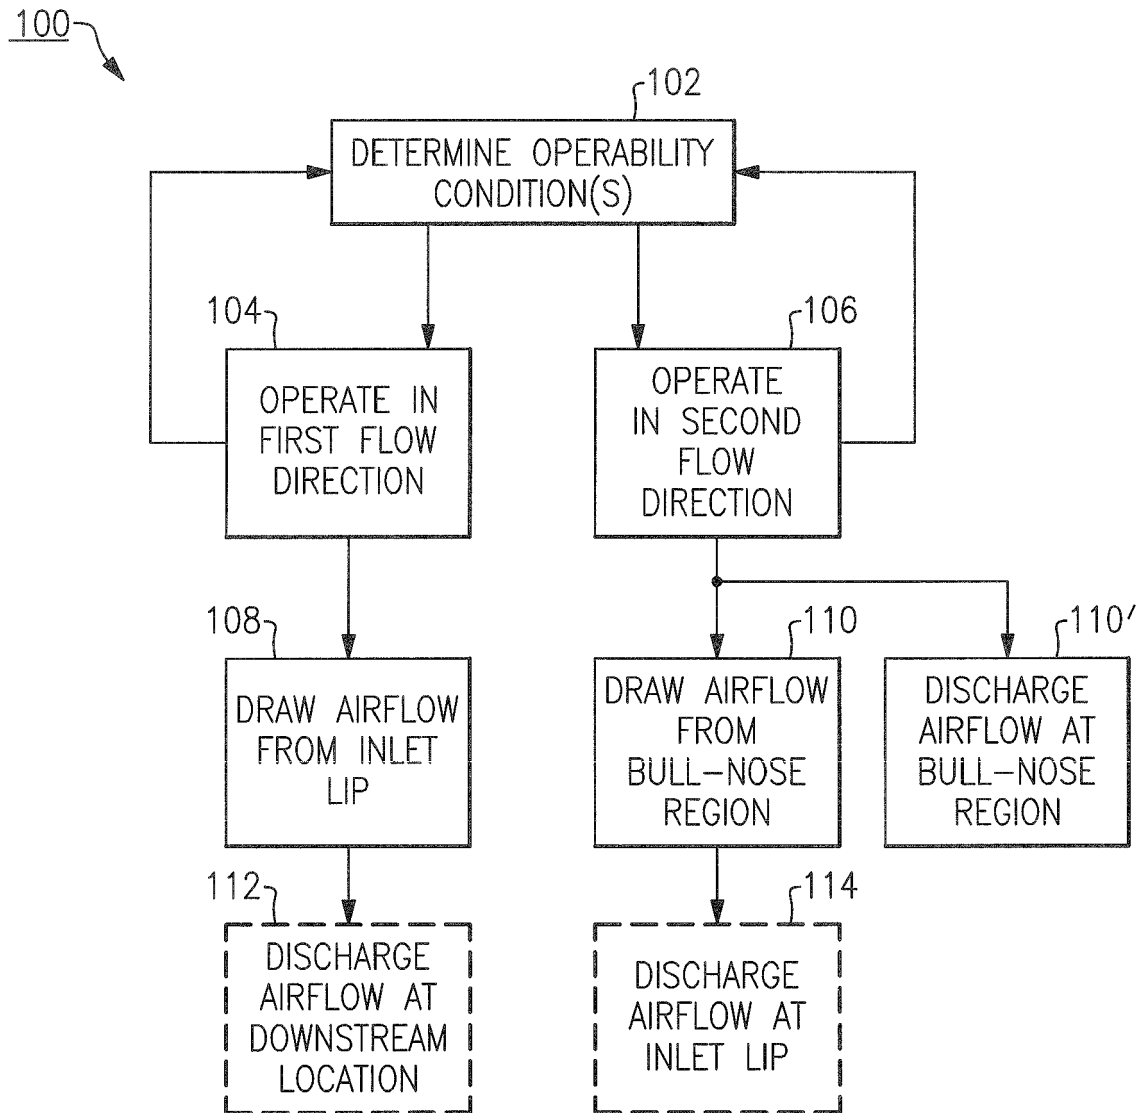 100
102
DETERMINE OPERABILITY
CONDITION(S)
104
OPERATE IN
FIRST FLOW
DIRECTION
106
OPERATE
IN SECOND
FLOW
DIRECTION
108
DRAW AIRFLOW
FROM INLET
LIP
110
DRAW AIRFLOW
FROM
BULL-NOSE
REGION
110'
DISCHARGE
AIRFLOW AT
BULL-NOSE
REGION
112
DISCHARGE
AIRFLOW AT
DOWNSTREAM
LOCATION
114
DISCHARGE
AIRFLOW AT
INLET LIP